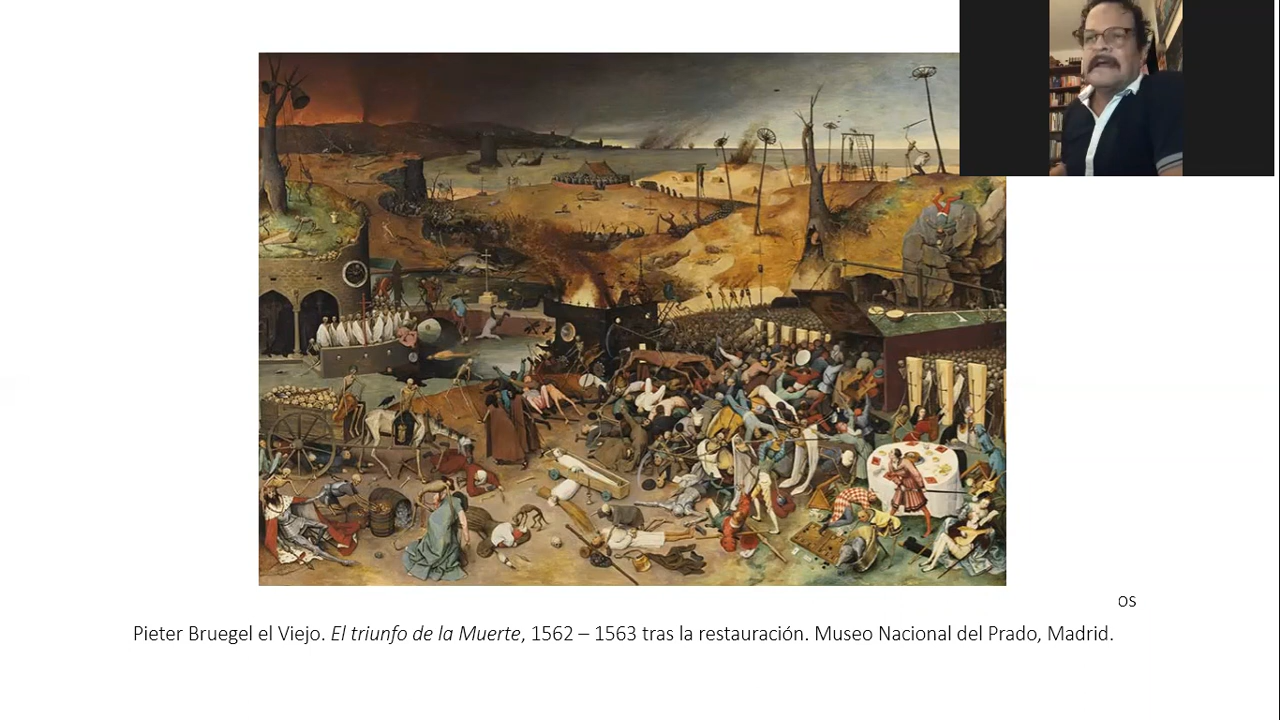 os
Pieter Bruegel el Viejo. El triunfo de la Muerte, 1562 – 1563 tras la restauración. Museo Nacional del Prado, Madrid.